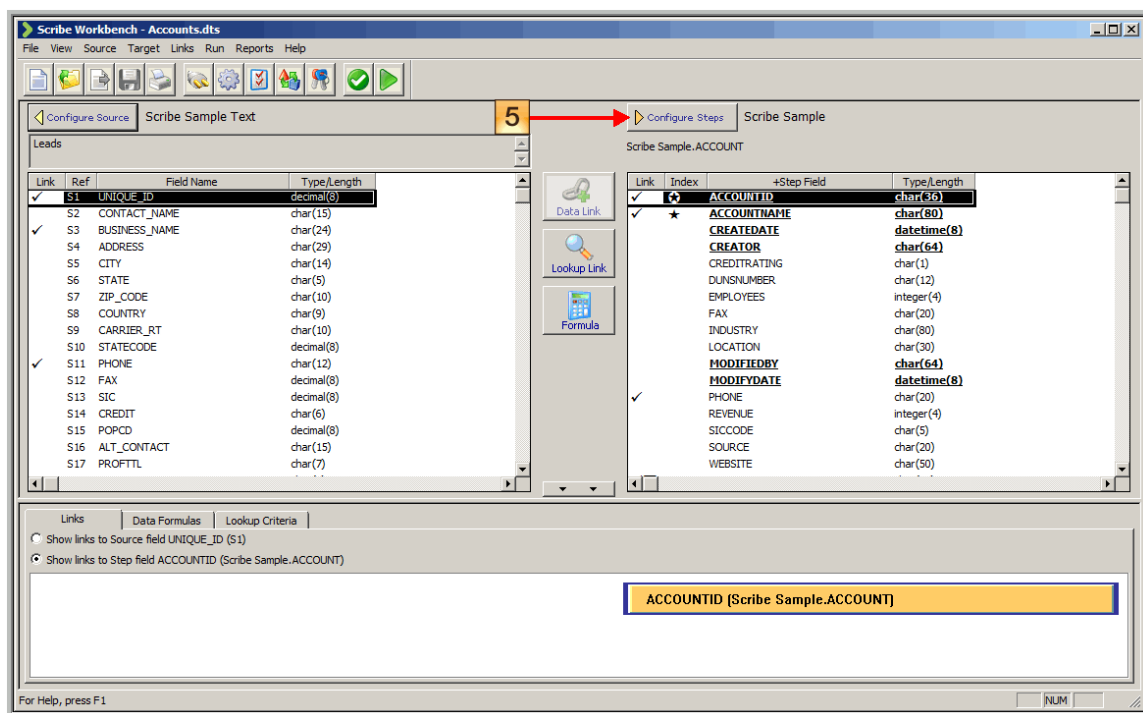 Scribe Workbench - Accounts.dts
File View Source Target Links Run Reports Help
Configure Source Scribe Sample Text 5 Configure Steps Scribe Sample
Leads
Scribe Sample.ACCOUNT
Link Ref Field Name Type/Length
S1 UNIQUE_ID decimal(8)
S2 CONTACT_NAME char(15)
S3 BUSINESS_NAME char(24)
S4 ADDRESS char(29)
S5 CITY char(14)
S6 STATE char(5)
S7 ZIP_CODE char(10)
S8 COUNTRY char(9)
S9 CARRIER_RT char(10)
S10 STATECODE decimal(8)
S11 PHONE char(12)
S12 FAX decimal(8)
S13 SIC decimal(8)
S14 CREDIT char(6)
S15 POPCD decimal(8)
S16 ALT_CONTACT char(15)
S17 PROFTTL char(7)
Data Link
Lookup Link
Formula
Link Index +Step Field Type/Length
ACCOUNTID char(36)
ACCOUNTNAME char(80)
CREATEDATE datetime(8)
CREATOR char(64)
CREDITRATING char(1)
DUNSNUMBER char(12)
EMPLOYEES integer(4)
FAX char(20)
INDUSTRY char(80)
LOCATION char(30)
MODIFIEDBY char(64)
MODIFYDATE datetime(8)
PHONE char(20)
REVENUE integer(4)
SICCODE char(5)
SOURCE char(20)
WEBSITE char(50)
Links Data Formulas Lookup Criteria
Show links to Source field UNIQUE_ID (S1)
Show links to Step field ACCOUNTID (Scribe Sample.ACCOUNT)
ACCOUNTID (Scribe Sample.ACCOUNT)
For Help, press F1 NUM